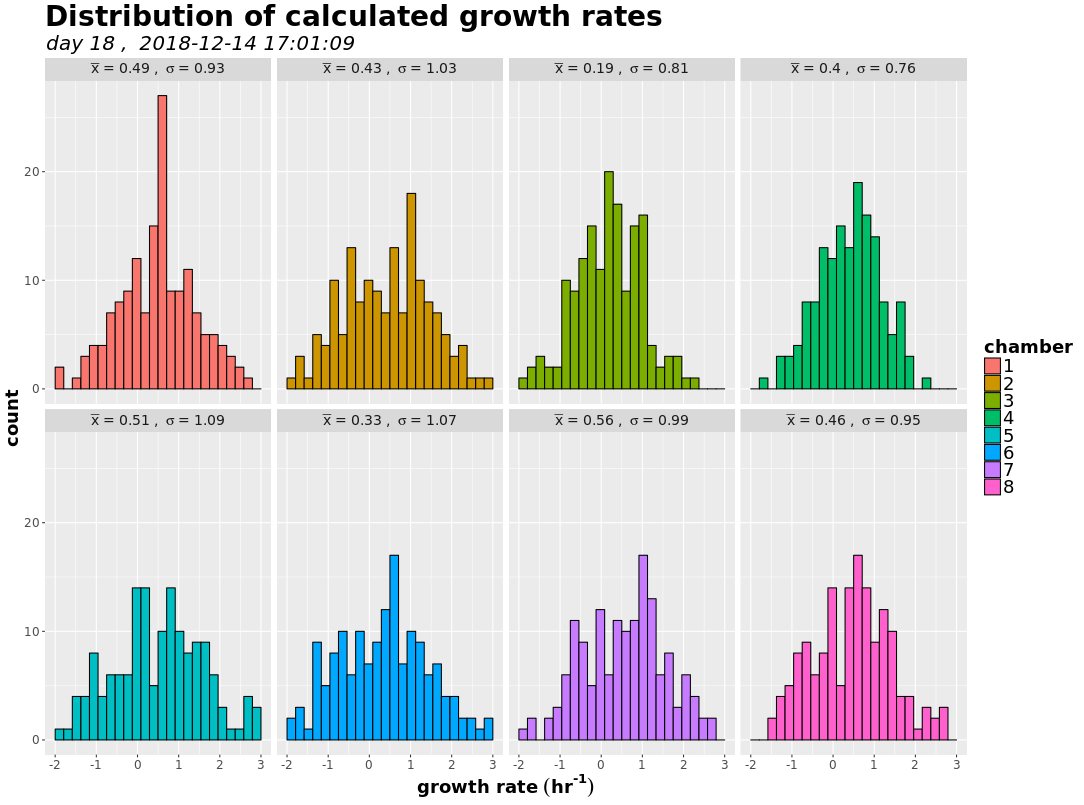 Distribution of calculated growth rates
day 18 ,  2018-12-14 17:01:09
x̅ = 0.49 ,  σ = 0.93
x̅ = 0.43 ,  σ = 1.03
x̅ = 0.19 ,  σ = 0.81
x̅ = 0.4 ,  σ = 0.76
20
10
0
count
x̅ = 0.51 ,  σ = 1.09
x̅ = 0.33 ,  σ = 1.07
x̅ = 0.56 ,  σ = 0.99
x̅ = 0.46 ,  σ = 0.95
20
10
0
-2 -1 0 1 2 3
-2 -1 0 1 2 3
-2 -1 0 1 2 3
-2 -1 0 1 2 3
growth rate (hr⁻¹)
chamber
1
2
3
4
5
6
7
8